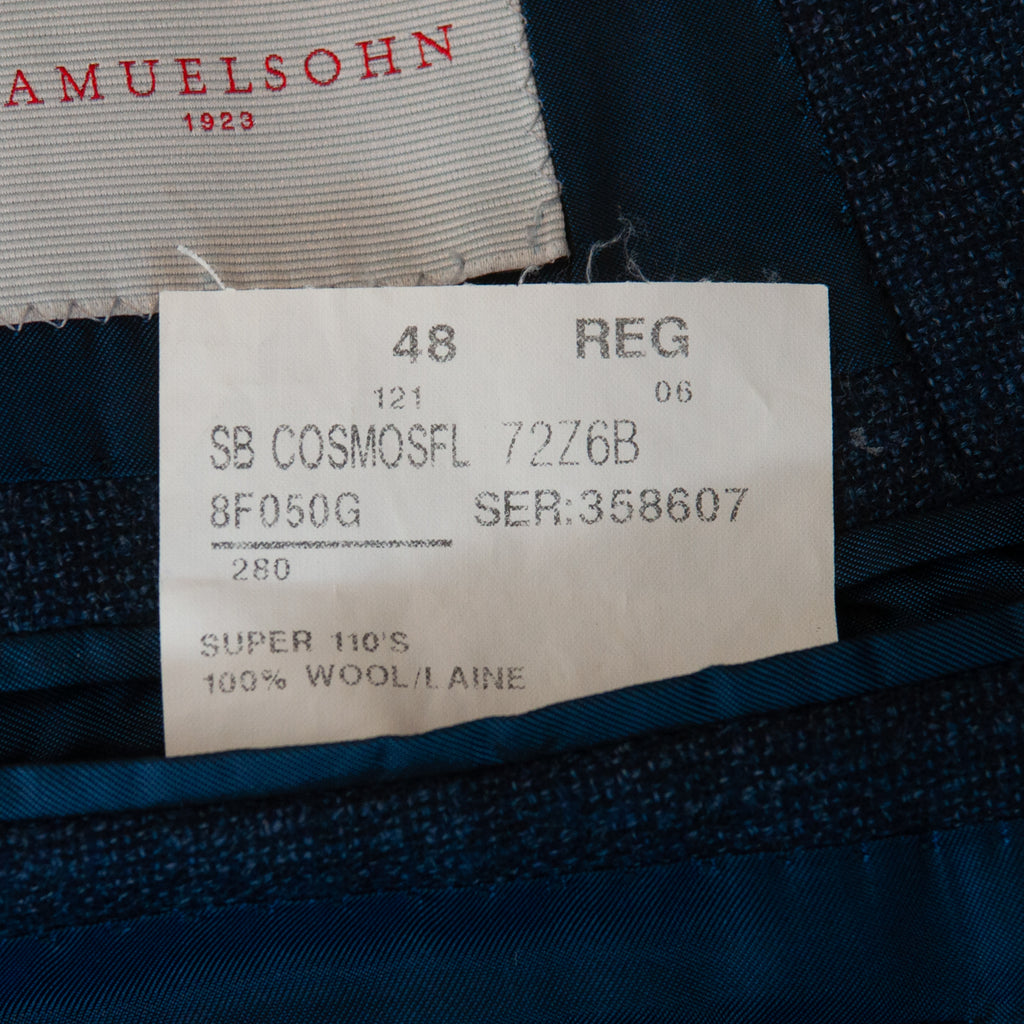 AMUELSOHN
1923
48 REG
121 06
SB COSMOSFL 72Z6B
8F050G SER:358607
280
SUPER 110'S
100% WOOL/LAINE